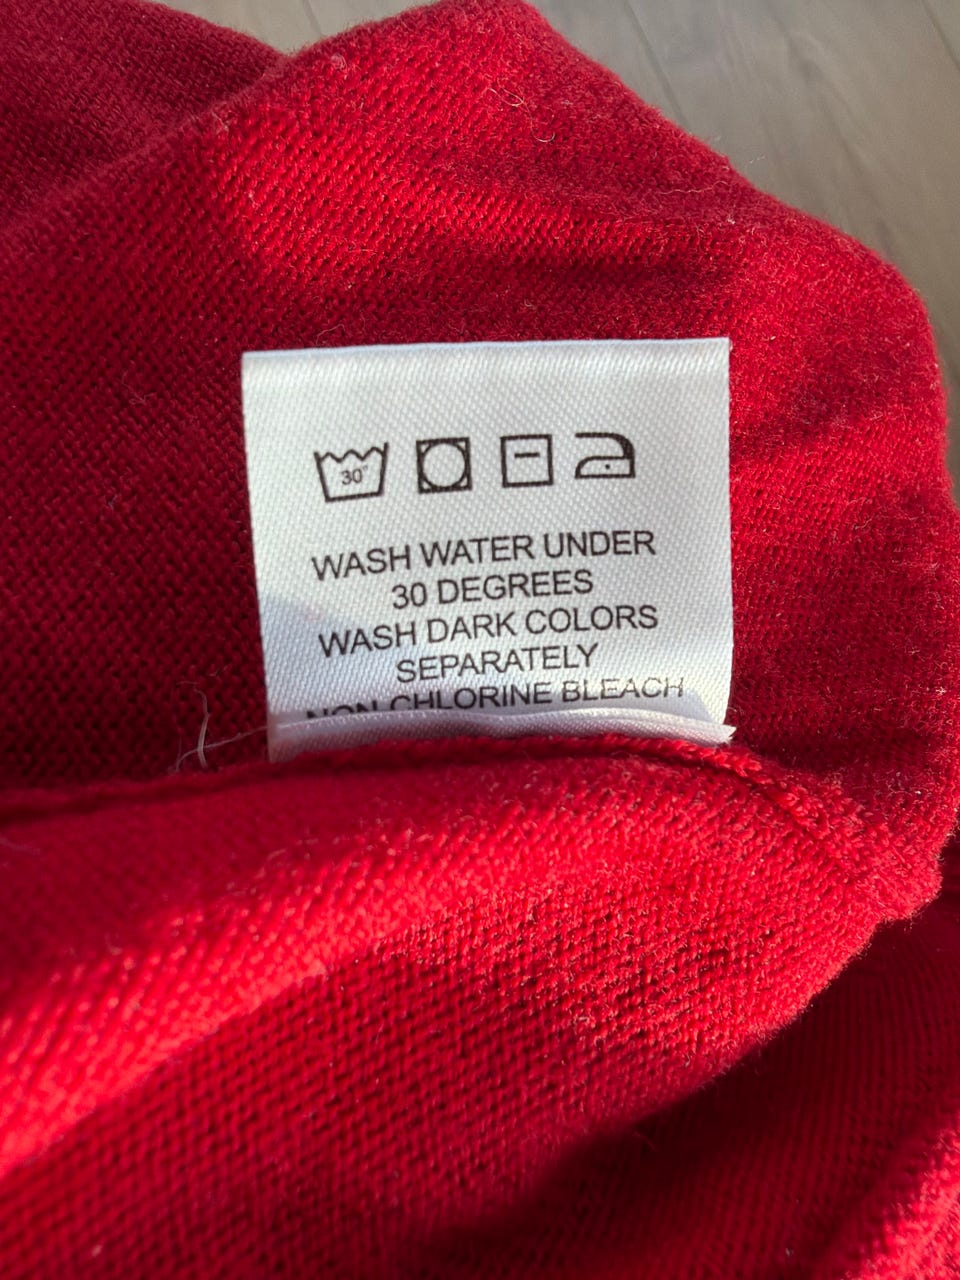 30°
WASH WATER UNDER
30 DEGREES
WASH DARK COLORS
SEPARATELY
NON CHLORINE BLEACH